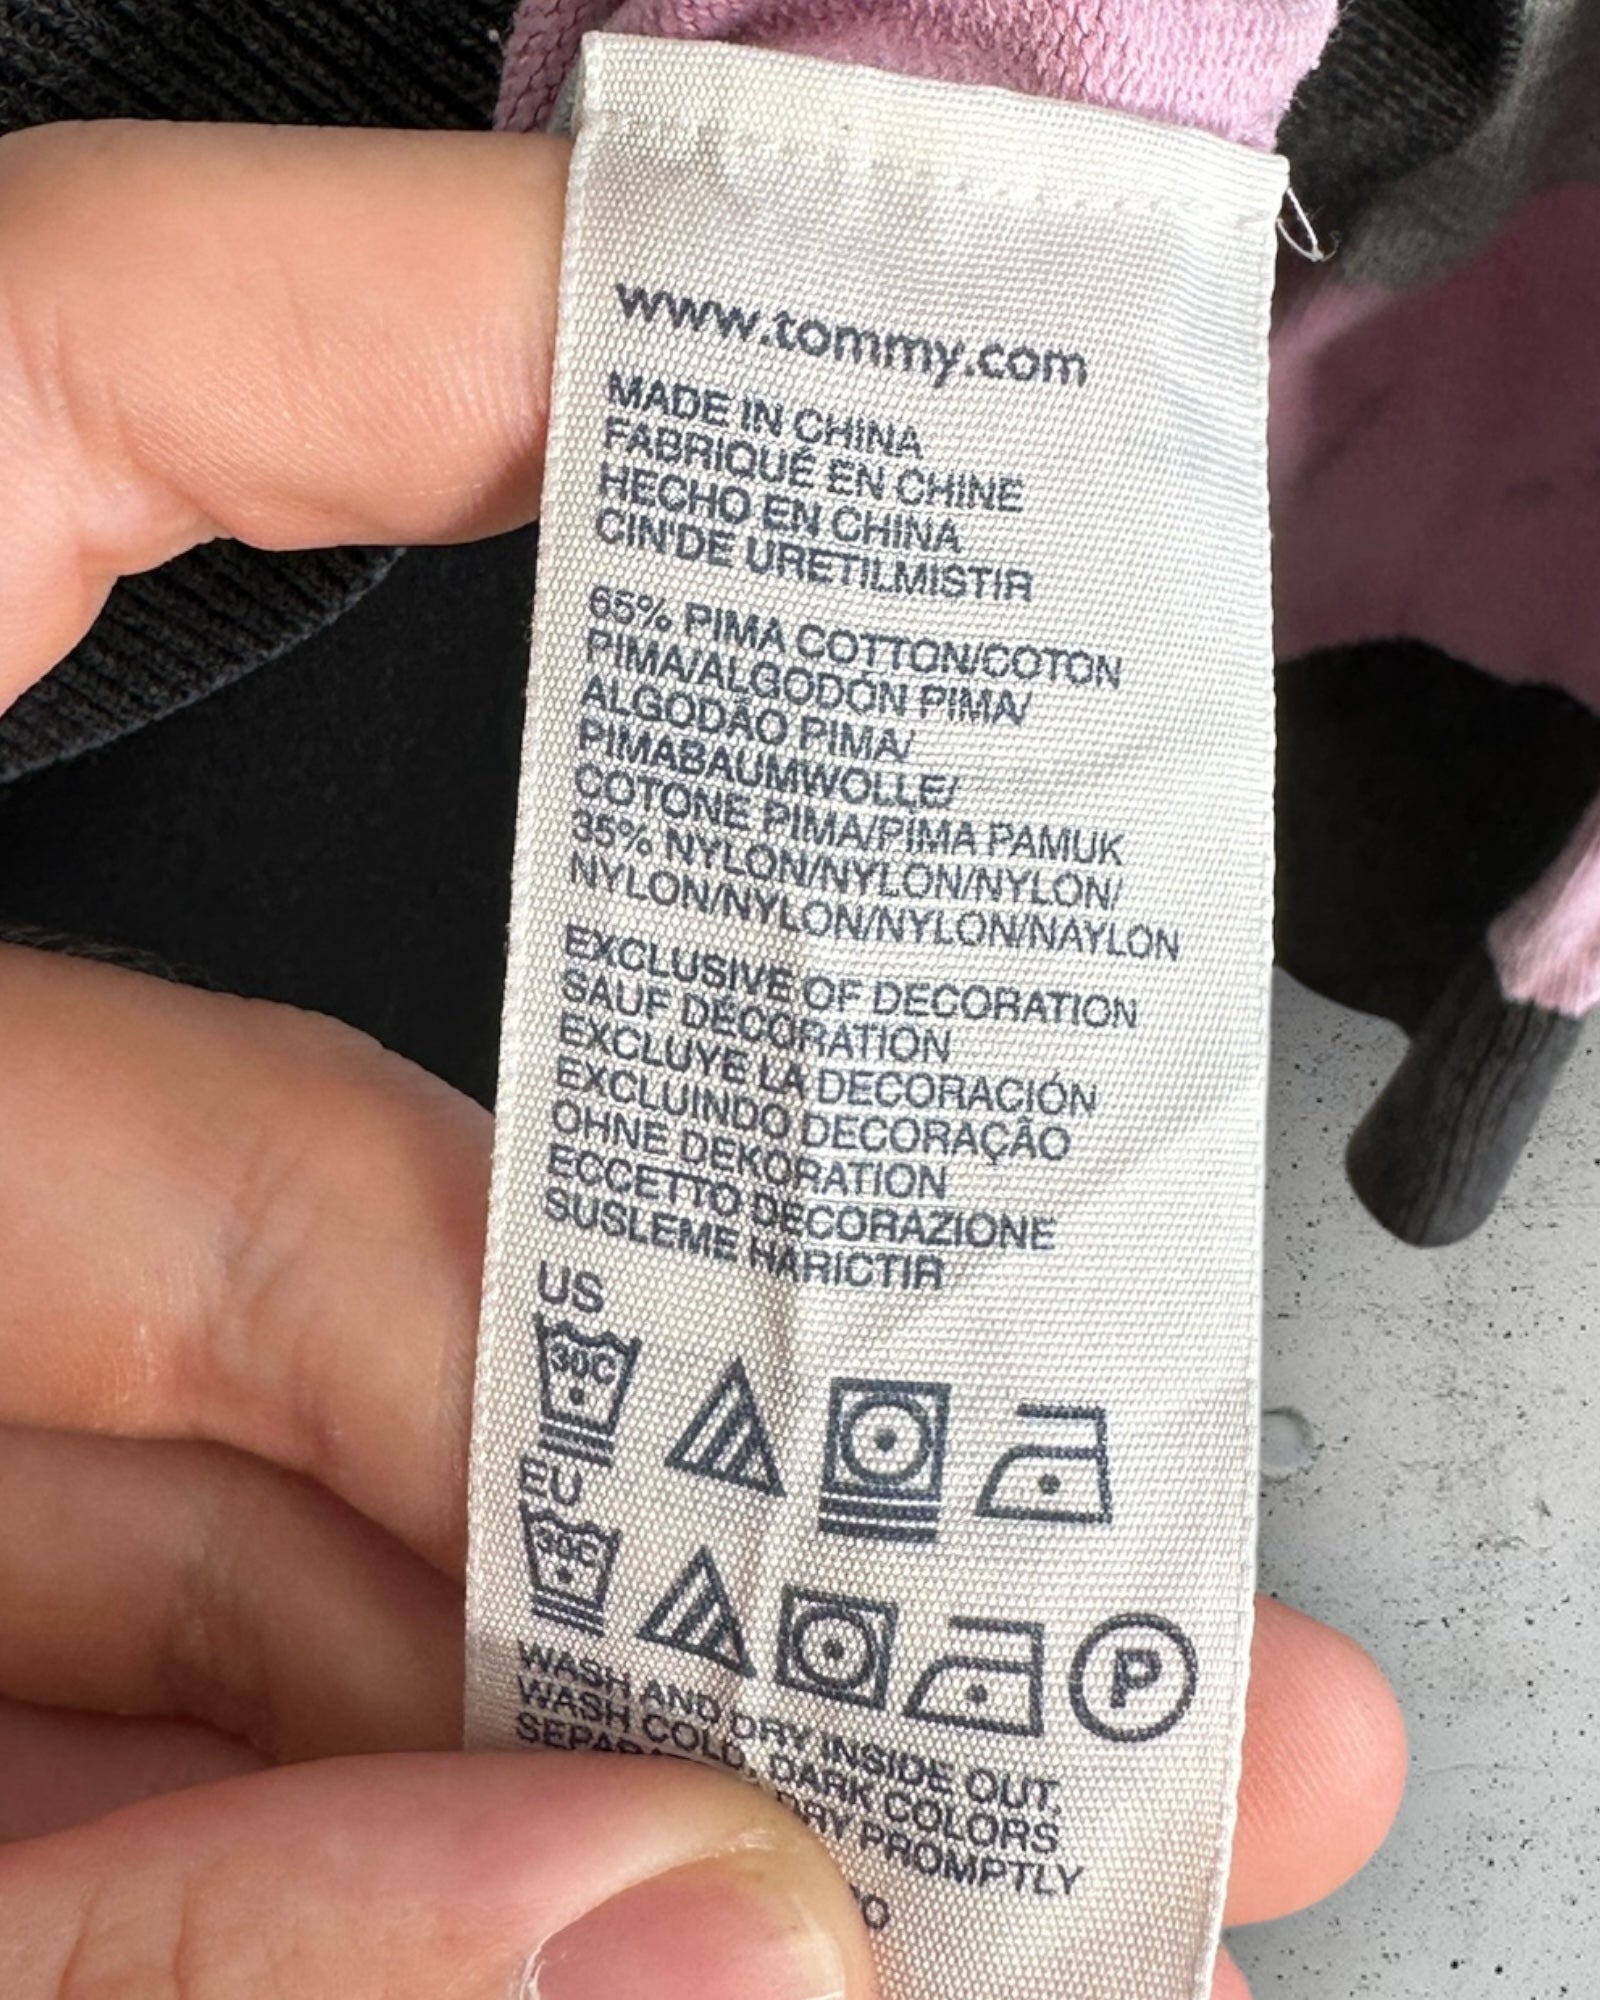 www.tommy.com
MADE IN CHINA
FABRIQUÉ EN CHINE
HECHO EN CHINA
CIN'DE URETILMISTIR
65% PIMA COTTON/COTON
PIMA/ALGODÓN PIMA/
ALGODÃO PIMA/
PIMABAUMWOLLE/
COTONE PIMA/PIMA PAMUK
35% NYLON/NYLON/NYLON/
NYLON/NYLON/NYLON/NAYLON
EXCLUSIVE OF DECORATION
SAUF DÉCORATION
EXCLUYE LA DECORACIÓN
EXCLUINDO DECORAÇÃO
OHNE DEKORATION
ECCETTO DECORAZIONE
SUSLEME HARICTIR
US
30C
EU
30C
P
WASH AND DRY INSIDE OUT,
WASH COLD, DARK COLORS
DRY PROMPTLY